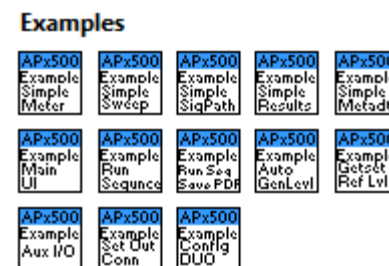 Examples
APx500
Example
Simple
Meter
APx500
Example
Simple
Sweep
APx500
Example
Simple
SigPath
APx500
Example
Simple
Results
APx500
Example
Simple
Metadt
APx500
Example
Main
UI
APx500
Example
Run
Sequnce
APx500
Example
Run Seq
Save PDF
APx500
Example
Auto
GenLevl
APx500
Example
Getset
Ref Lvl
APx500
Example
Aux I/O
APx500
Example
Set Out
Conn
APx500
Example
Config
DUO